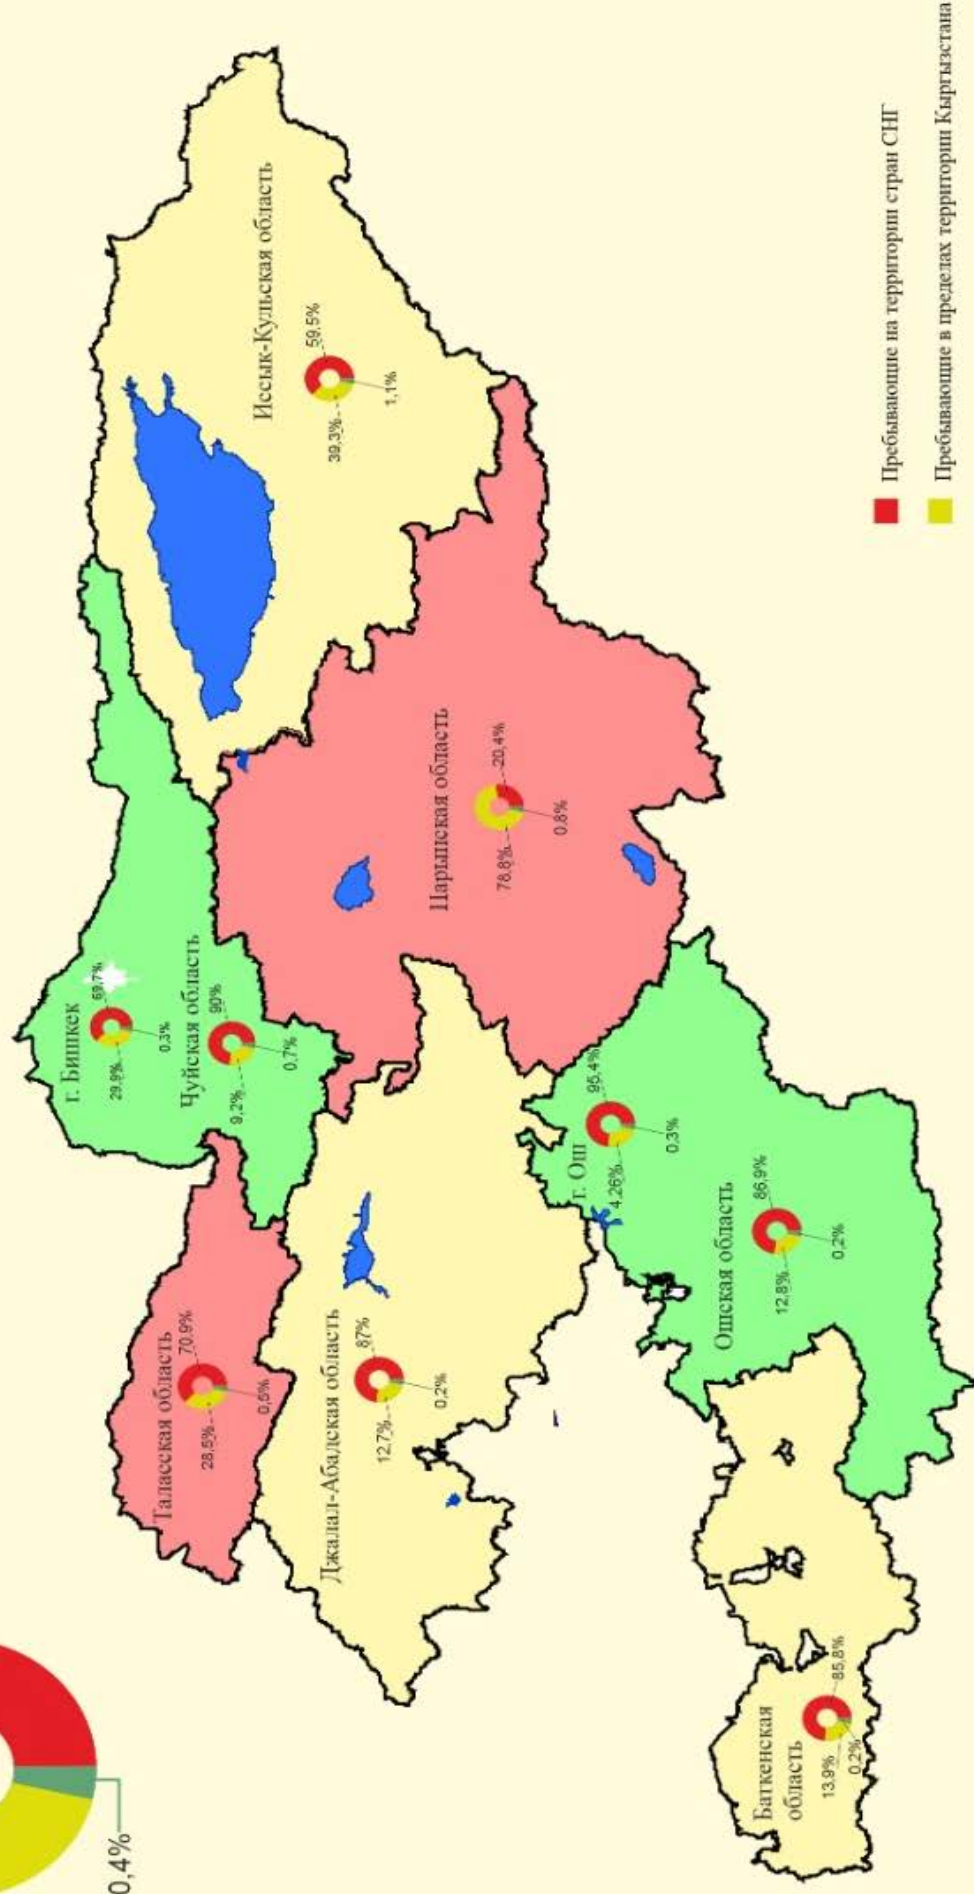 0,4%
г. Бишкек
69,7%
29.9%
0,3%
Чуйская область
90%
9,2%
0,7%
Иссык-Кульская область
59.5%
39,3%
1,1%
Таласская область
70.9%
28,5%
0,5%
Нарынская область
78.8%
20,4%
0,8%
Джалал-Абадская область
87%
12,7%
0,2%
г. Ош
95,4%
4,26%
0,3%
Ошская область
86,9%
12,8%
0,2%
Баткенская
область
85,8%
13.9%
0,2%
Пребывающие на территории стран СНГ
Пребывающие в пределах территории Кыргызстана